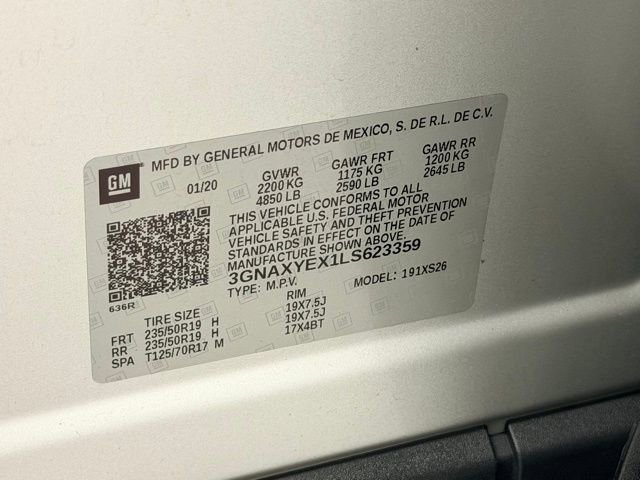 MFD BY GENERAL MOTORS DE MEXICO, S. DE R.L. DE C.V.
GM
01/20 GVWR GAWR FRT GAWR RR
2200 KG 1175 KG 1200 KG
4850 LB 2590 LB 2645 LB
THIS VEHICLE CONFORMS TO ALL
APPLICABLE U.S. FEDERAL MOTOR
VEHICLE SAFETY AND THEFT PREVENTION
STANDARDS IN EFFECT ON THE DATE OF
MANUFACTURE SHOWN ABOVE.
3GNAXYEX1LS623359
TYPE: M.P.V. MODEL: 191XS26
636R
TIRE SIZE RIM
FRT 235/50R19 H 19X7.5J
RR 235/50R19 H 19X7.5J
SPA T125/70R17 M 17X4BT